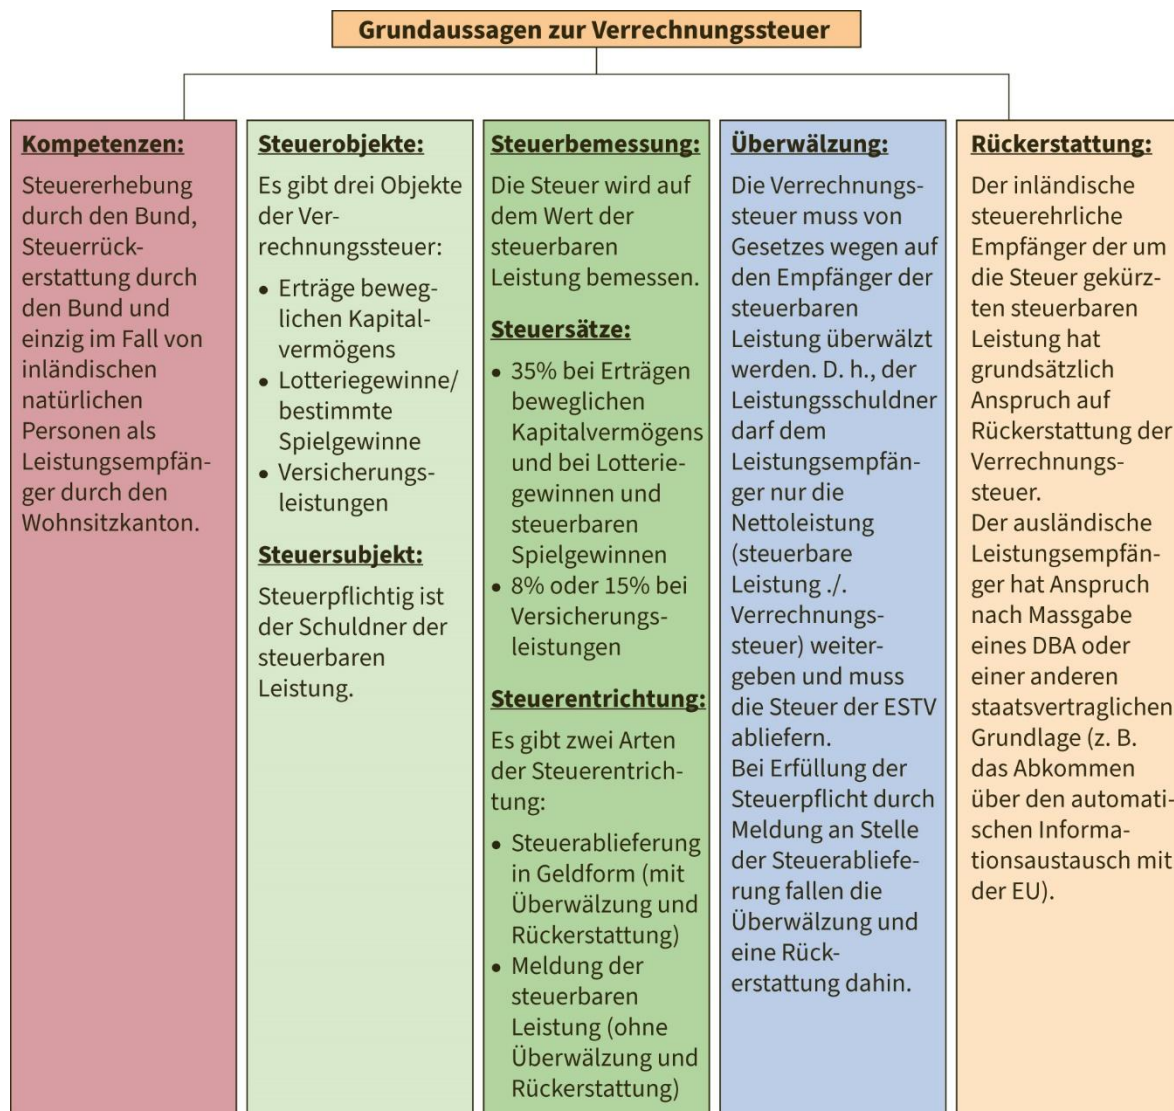 Grundaussagen zur Verrechnungssteuer
Kompetenzen:
Steuererhebung
durch den Bund,
Steuerrück-
erstattung durch
den Bund und
einzig im Fall von
inländischen
natürlichen
Personen als
Leistungsempfän-
ger durch den
Wohnsitzkanton.
Steuerobjekte:
Es gibt drei Objekte
der Ver-
rechnungssteuer:
• Erträge beweg-
lichen Kapital-
vermögens
• Lotteriegewinne/
bestimmte
Spielgewinne
• Versicherungs-
leistungen
Steuersubjekt:
Steuerpflichtig ist
der Schuldner der
steuerbaren
Leistung.
Steuerbemessung:
Die Steuer wird auf
dem Wert der
steuerbaren
Leistung bemessen.
Steuersätze:
• 35% bei Erträgen
beweglichen
Kapitalvermögens
und bei Lotterie-
gewinnen und
steuerbaren
Spielgewinnen
• 8% oder 15% bei
Versicherungs-
leistungen
Steuerentrichtung:
Es gibt zwei Arten
der Steuerentrich-
tung:
• Steuerablieferung
in Geldform (mit
Überwälzung und
Rückerstattung)
• Meldung der
steuerbaren
Leistung (ohne
Überwälzung und
Rückerstattung)
Überwälzung:
Die Verrechnungs-
steuer muss von
Gesetzes wegen auf
den Empfänger der
steuerbaren
Leistung überwälzt
werden. D. h., der
Leistungsschuldner
darf dem
Leistungsempfän-
ger nur die
Nettoleistung
(steuerbare
Leistung ./.
Verrechnungs-
steuer) weiter-
geben und muss
die Steuer der ESTV
abliefern.
Bei Erfüllung der
Steuerpflicht durch
Meldung an Stelle
der Steuerabliefe-
rung fallen die
Überwälzung und
eine Rück-
erstattung dahin.
Rückerstattung:
Der inländische
steuerehrliche
Empfänger der um
die Steuer gekürz-
ten steuerbaren
Leistung hat
grundsätzlich
Anspruch auf
Rückerstattung der
Verrechnungs-
steuer.
Der ausländische
Leistungsempfän-
ger hat Anspruch
nach Massgabe
eines DBA oder
einer anderen
staatsvertraglichen
Grundlage (z. B.
das Abkommen
über den automati-
schen Informa-
tionsaustausch mit
der EU).